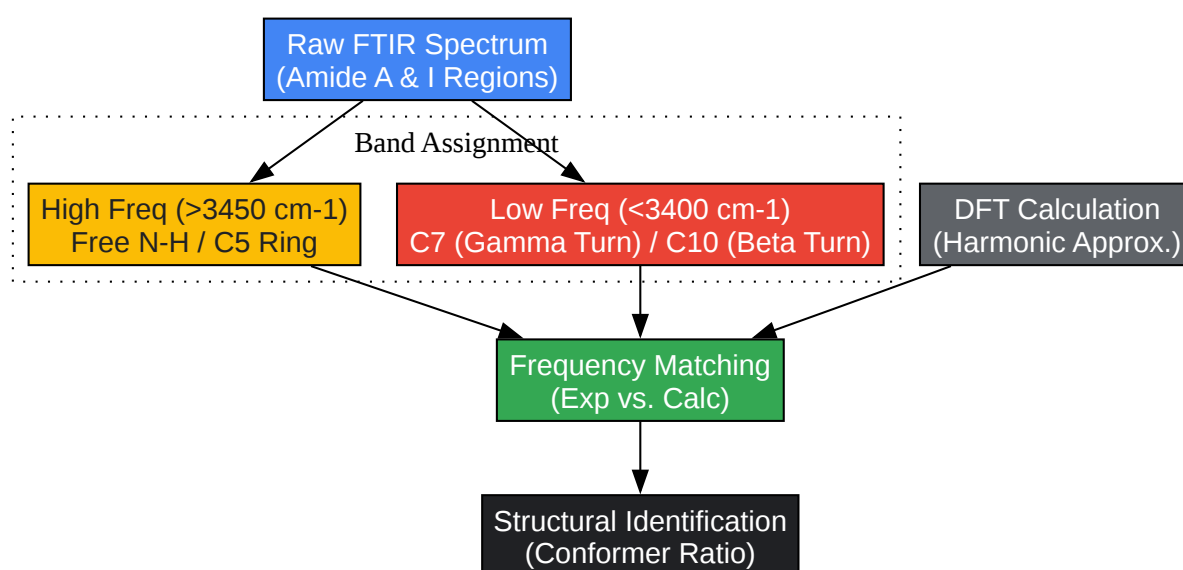 Raw FTIR Spectrum
(Amide A & I Regions)
Band Assignment
High Freq (>3450 cm-1)
Free N-H / C5 Ring
Low Freq (<3400 cm-1)
C7 (Gamma Turn) / C10 (Beta Turn)
DFT Calculation
(Harmonic Approx.)
Frequency Matching
(Exp vs. Calc)
Structural Identification
(Conformer Ratio)